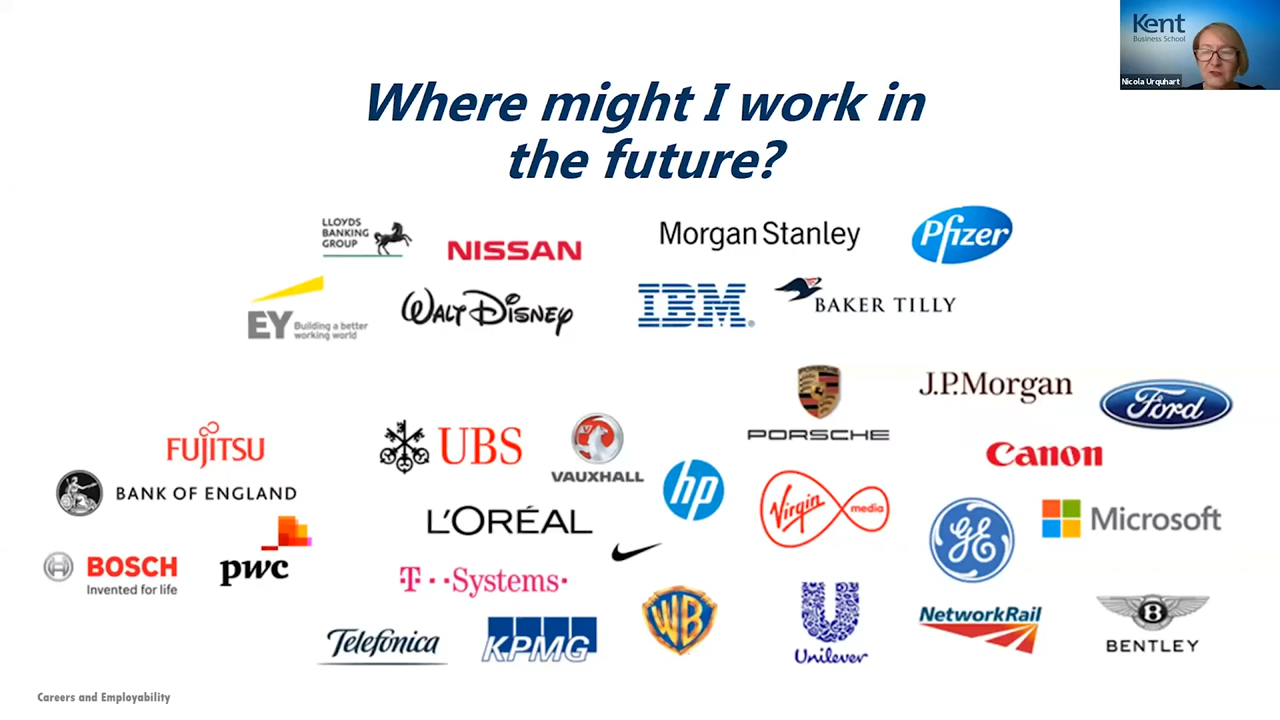 Kent
Business School
Nicola Urquhart
Where might I work in
the future?
LLOYDS
BANKING
GROUP
NISSAN
Morgan Stanley
Pfizer
EY Building a better
working world
WALT DISNEY
IBM®
BAKER TILLY
PORSCHE
PORSCHE
J.P.Morgan
Ford
FUJITSU
UBS
VAUXHALL
Canon
BANK OF ENGLAND
hp
Virgin media
L'ORÉAL
GE
Microsoft
BOSCH
Invented for life
pwc
T··Systems·
Telefónica
KPMG
WB
U
Unilever
NetworkRail
B
BENTLEY
Careers and Employability